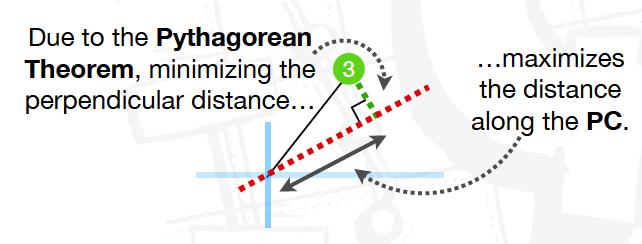 Due to the Pythagorean
Theorem, minimizing the
perpendicular distance…
3
…maximizes
the distance
along the PC.